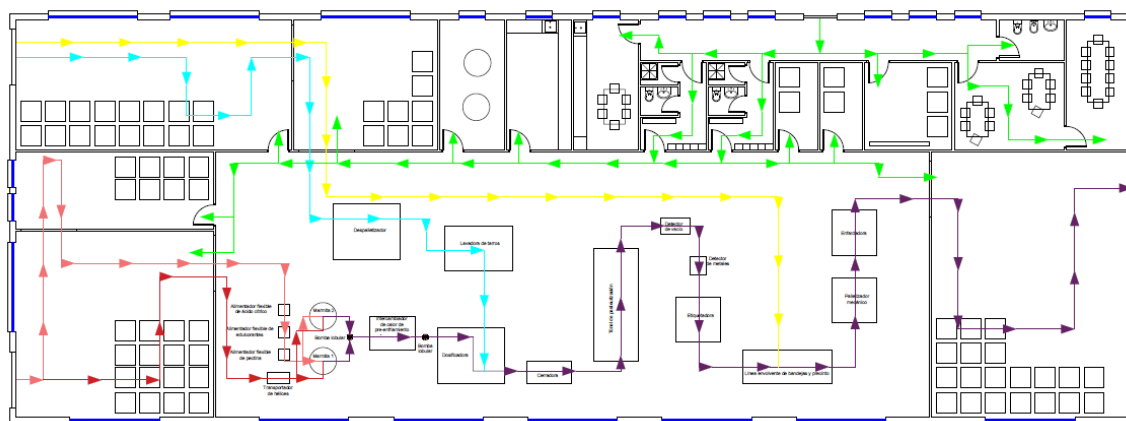 Despaletizador
Lavadora de tarros
Detector
de vacío
Detector
de metales
Enfardadora
Paletizador
mecánico
Etiquetadora
Túnel de pasteurización
Alimentador flexible
de ácido cítrico
Alimentador flexible de
edulcorantes
Alimentador flexible
de pectina
Marmita 2
Marmita 1
Bomba lobular
Intercambiador
de calor de
pre-enfriamiento
Bomba
lobular
Dosificadora
Cerradora
Transportador
de hélices
Línea envolvente de bandejas y plástico